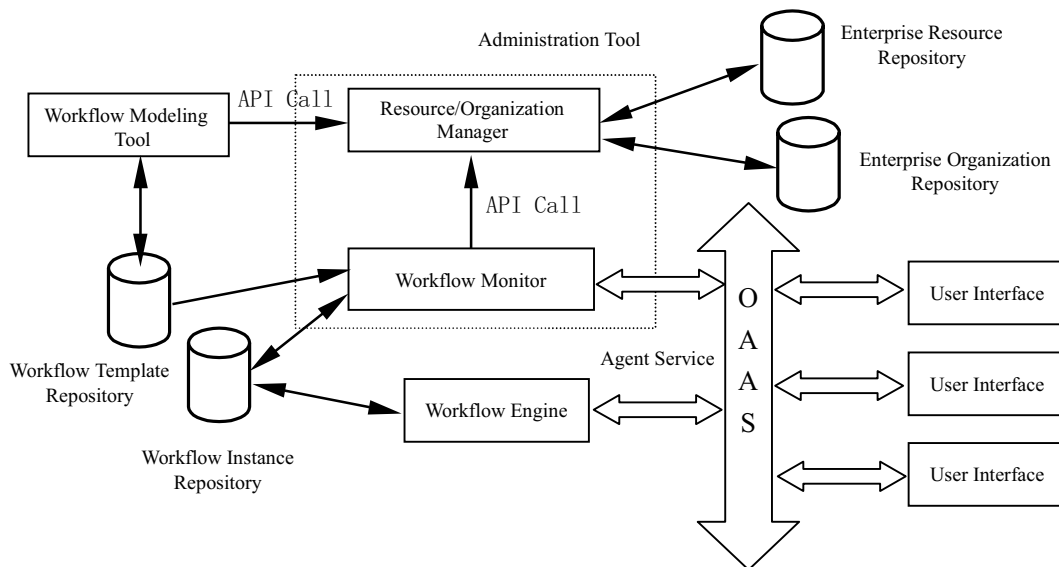 Administration Tool
Enterprise Resource
Repository
API Call
Workflow Modeling
Tool
Resource/Organization
Manager
Enterprise Organization
Repository
API Call
Workflow Monitor
O
A
A
S
User Interface
Workflow Template
Repository
Agent Service
Workflow Engine
User Interface
Workflow Instance
Repository
User Interface